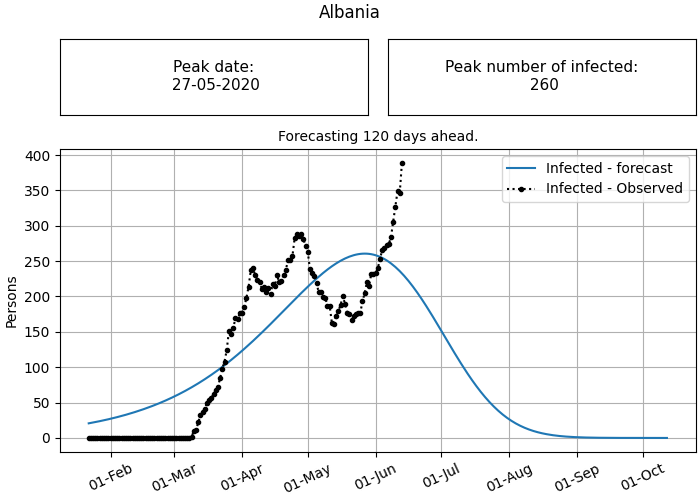 Albania
Peak date:
27-05-2020
Peak number of infected:
260
Forecasting 120 days ahead.
Infected - forecast
Infected - Observed
Persons
400
350
300
250
200
150
100
50
0
01-Feb
01-Mar
01-Apr
01-May
01-Jun
01-Jul
01-Aug
01-Sep
01-Oct